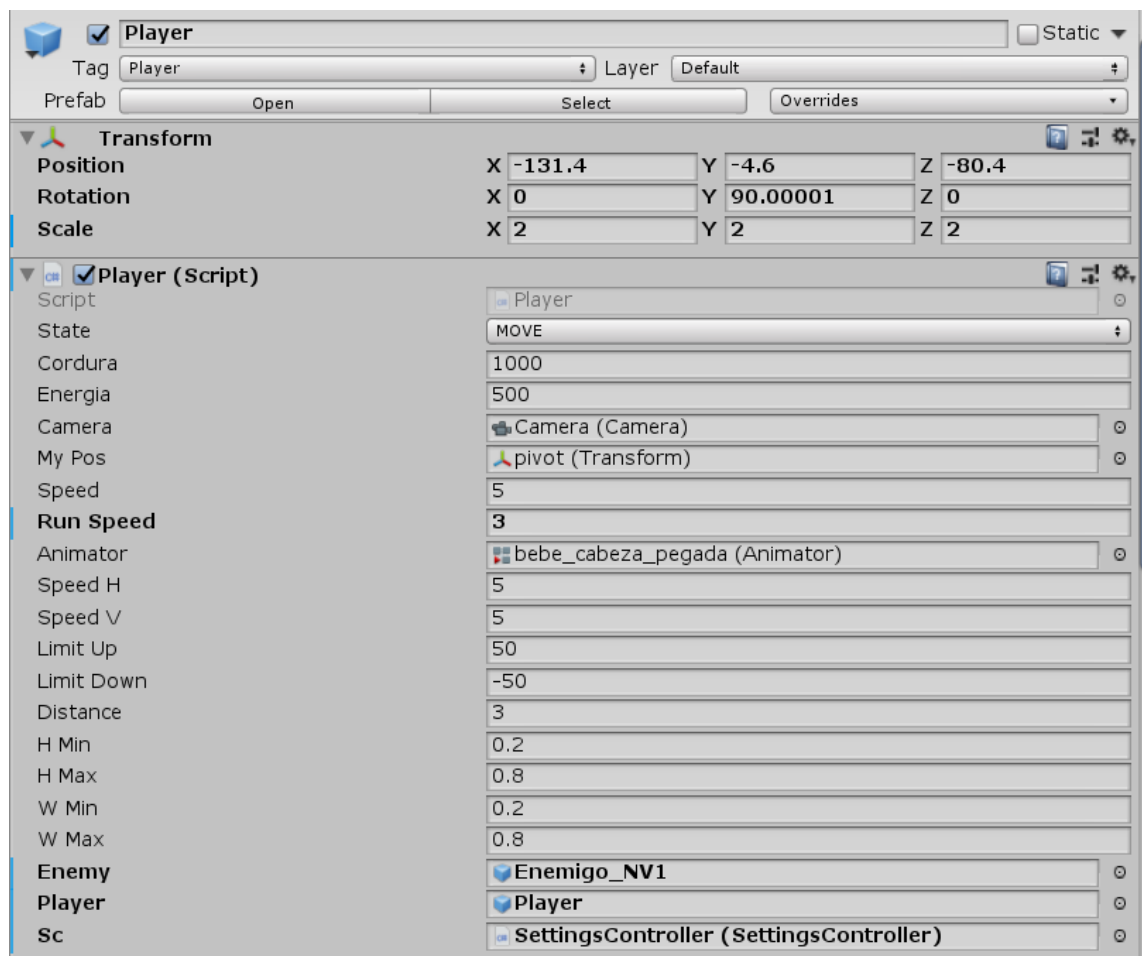 Player Static
Tag Player Layer Default
Prefab Open Select Overrides
Transform
Position X -131.4 Y -4.6 Z -80.4
Rotation X 0 Y 90.00001 Z 0
Scale X 2 Y 2 Z 2
Player (Script)
Script Player
State MOVE
Cordura 1000
Energia 500
Camera Camera (Camera)
My Pos pivot (Transform)
Speed 5
Run Speed 3
Animator bebe_cabeza_pegada (Animator)
Speed H 5
Speed V 5
Limit Up 50
Limit Down -50
Distance 3
H Min 0.2
H Max 0.8
W Min 0.2
W Max 0.8
Enemy Enemigo_NV1
Player Player
Sc SettingsController (SettingsController)